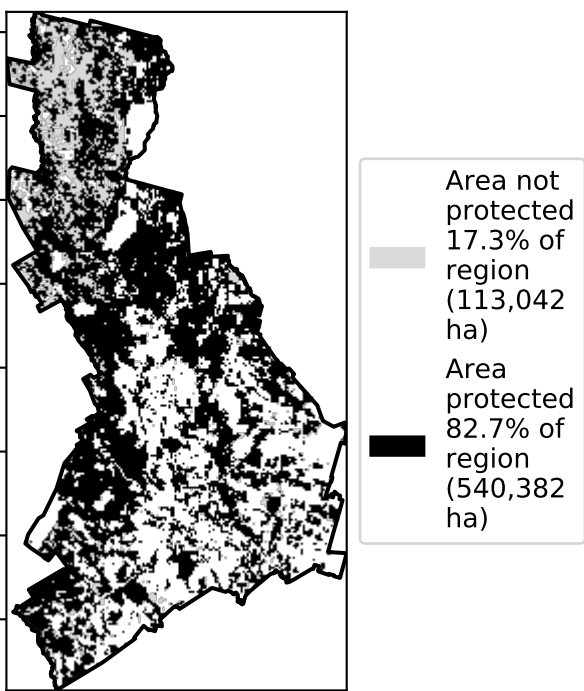 Area not
protected
17.3% of
region
(113,042
ha)
Area
protected
82.7% of
region
(540,382
ha)